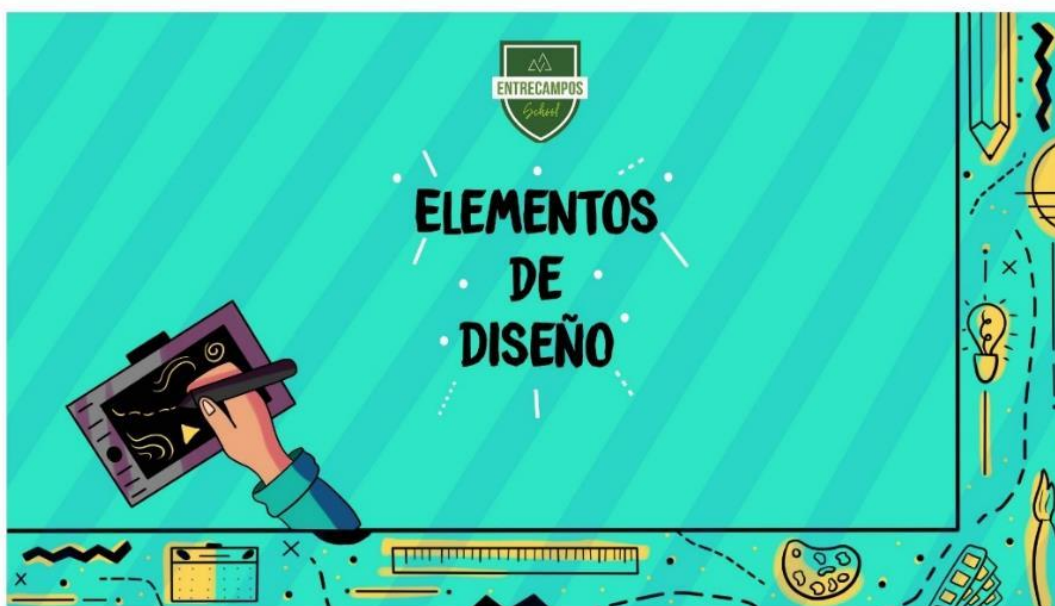 ENTRECAMPOS
School
ELEMENTOS
DE
DISEÑO